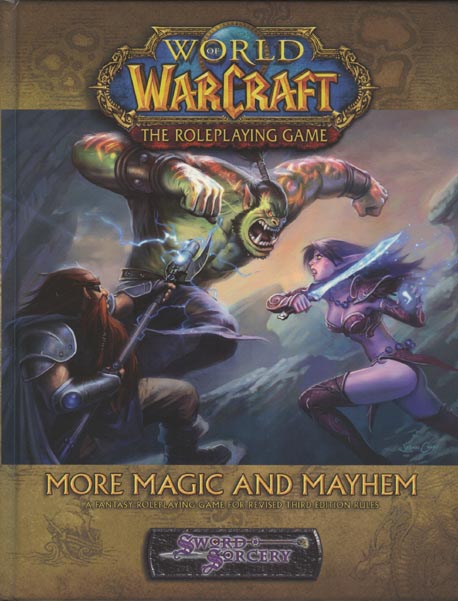 WORLD
OF
WARCRAFT
THE ROLEPLAYING GAME
MORE MAGIC AND MAYHEM
A FANTASY ROLEPLAYING GAME FOR REVISED THIRD EDITION RULES
SWORD
SORCERY